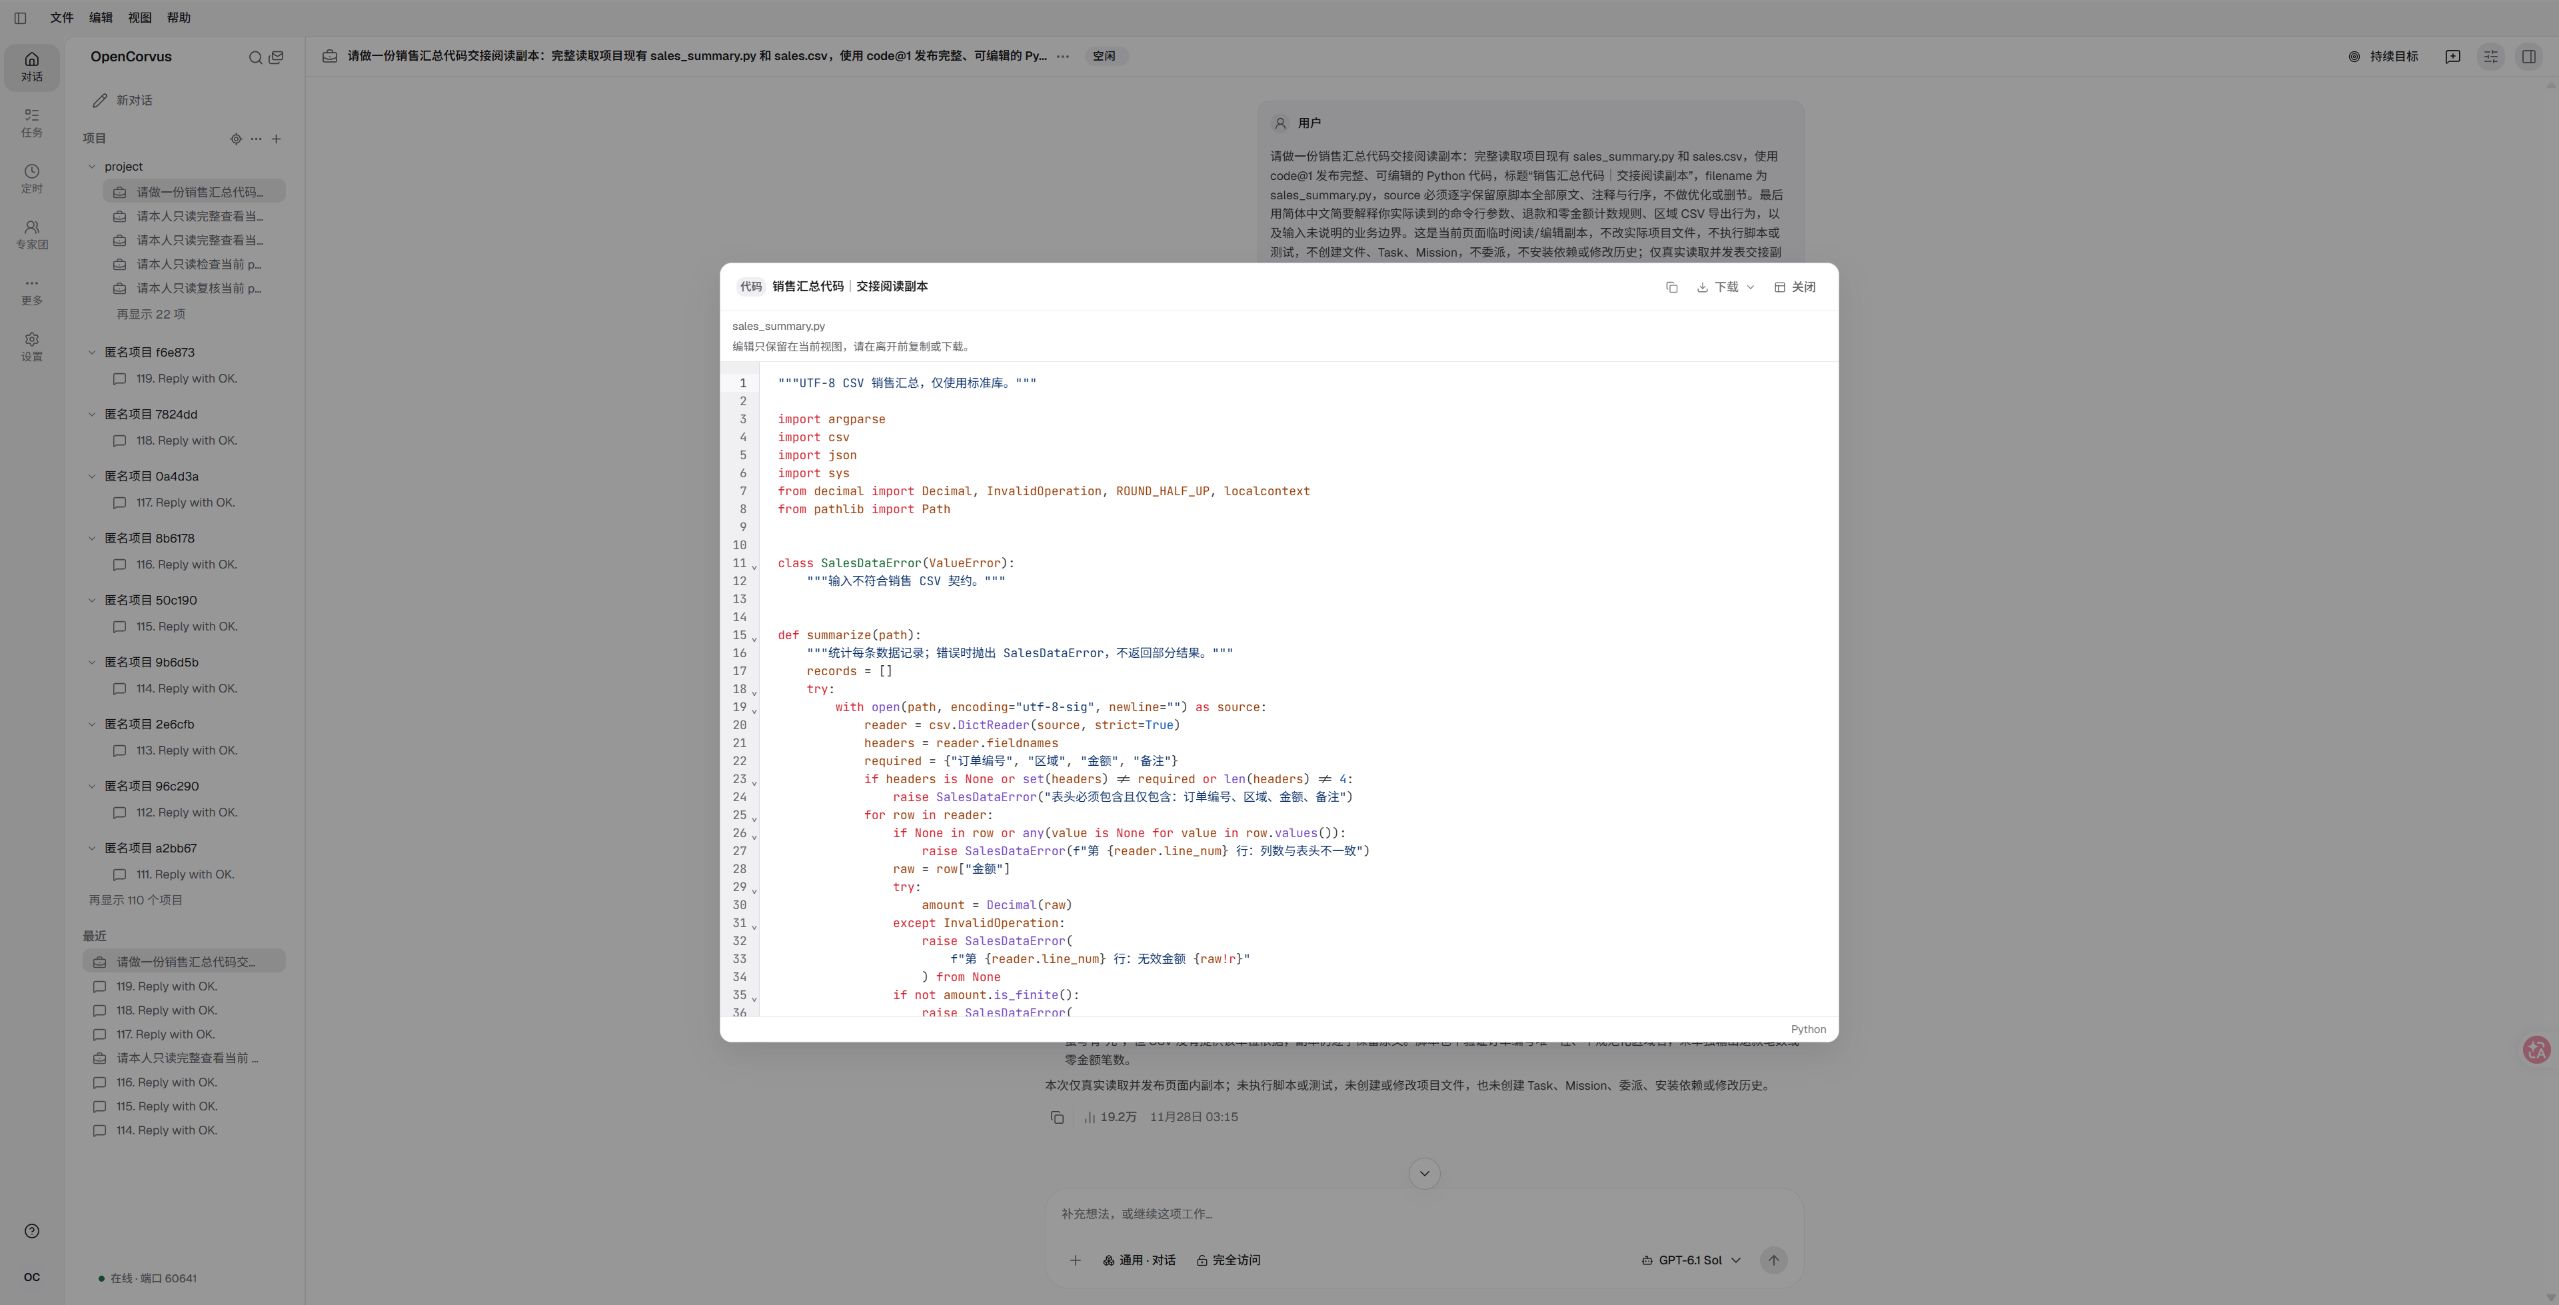 文件 编辑 视图 帮助
对话
任务
定时
专家团
更多
设置
OC
OpenCorvus
新对话
项目
project
请做一份销售汇总代码...
请本人只读完整查看当...
请本人只读完整查看当...
请本人只读检查当前 p...
请本人只读复核当前 p...
再显示 22 项
匿名项目 f6e873
119. Reply with OK.
匿名项目 7824dd
118. Reply with OK.
匿名项目 0a4d3a
117. Reply with OK.
匿名项目 8b6178
116. Reply with OK.
匿名项目 50c190
115. Reply with OK.
匿名项目 9b6d5b
114. Reply with OK.
匿名项目 2e6cfb
113. Reply with OK.
匿名项目 96c290
112. Reply with OK.
匿名项目 a2bb67
111. Reply with OK.
再显示 110 个项目
最近
请做一份销售汇总代码交...
119. Reply with OK.
118. Reply with OK.
117. Reply with OK.
请本人只读完整查看当前 ...
116. Reply with OK.
115. Reply with OK.
114. Reply with OK.
在线 · 端口 60641
请做一份销售汇总代码交接阅读副本：完整读取项目现有 sales_summary.py 和 sales.csv，使用 code@1 发布完整、可编辑的 Py... 空闲
持续目标
用户
请做一份销售汇总代码交接阅读副本：完整读取项目现有 sales_summary.py 和 sales.csv，使用
code@1 发布完整、可编辑的 Python 代码，标题“销售汇总代码｜交接阅读副本”，filename 为
sales_summary.py，source 必须逐字保留原脚本全部原文、注释与行序，不做优化或删节。最后
用简体中文简要解释你实际读到的命令行参数、退款和零金额计数规则、区域 CSV 导出行为，以
及输入未说明的业务边界。这是当前页面临时阅读/编辑副本，不改实际项目文件，不执行脚本或
测试，不创建文件、Task、Mission，不委派，不安装依赖或修改历史；仅真实读取并发表交接副
代码 销售汇总代码｜交接阅读副本
下载 关闭
sales_summary.py
编辑只保留在当前视图，请在离开前复制或下载。
1 """UTF-8 CSV 销售汇总，仅使用标准库。"""
2
3 import argparse
4 import csv
5 import json
6 import sys
7 from decimal import Decimal, InvalidOperation, ROUND_HALF_UP, localcontext
8 from pathlib import Path
9
10
11 class SalesDataError(ValueError):
12 """输入不符合销售 CSV 契约。"""
13
14
15 def summarize(path):
16 """统计每条数据记录；错误时抛出 SalesDataError，不返回部分结果。"""
17 records = []
18 try:
19 with open(path, encoding="utf-8-sig", newline="") as source:
20 reader = csv.DictReader(source, strict=True)
21 headers = reader.fieldnames
22 required = {"订单编号", "区域", "金额", "备注"}
23 if headers is None or set(headers) != required or len(headers) != 4:
24 raise SalesDataError("表头必须包含且仅包含：订单编号、区域、金额、备注")
25 for row in reader:
26 if None in row or any(value is None for value in row.values()):
27 raise SalesDataError(f"第 {reader.line_num} 行：列数与表头不一致")
28 raw = row["金额"]
29 try:
30 amount = Decimal(raw)
31 except InvalidOperation:
32 raise SalesDataError(
33 f"第 {reader.line_num} 行：无效金额 {raw!r}"
34 ) from None
35 if not amount.is_finite():
36 raise SalesDataError(
Python
零金额笔数。
本次仅真实读取并发布页面内副本；未执行脚本或测试，未创建或修改项目文件，也未创建 Task、Mission、委派、安装依赖或修改历史。
19.2万 11月28日 03:15
补充想法，或继续这项工作...
通用 · 对话 完全访问 GPT-6.1 Sol